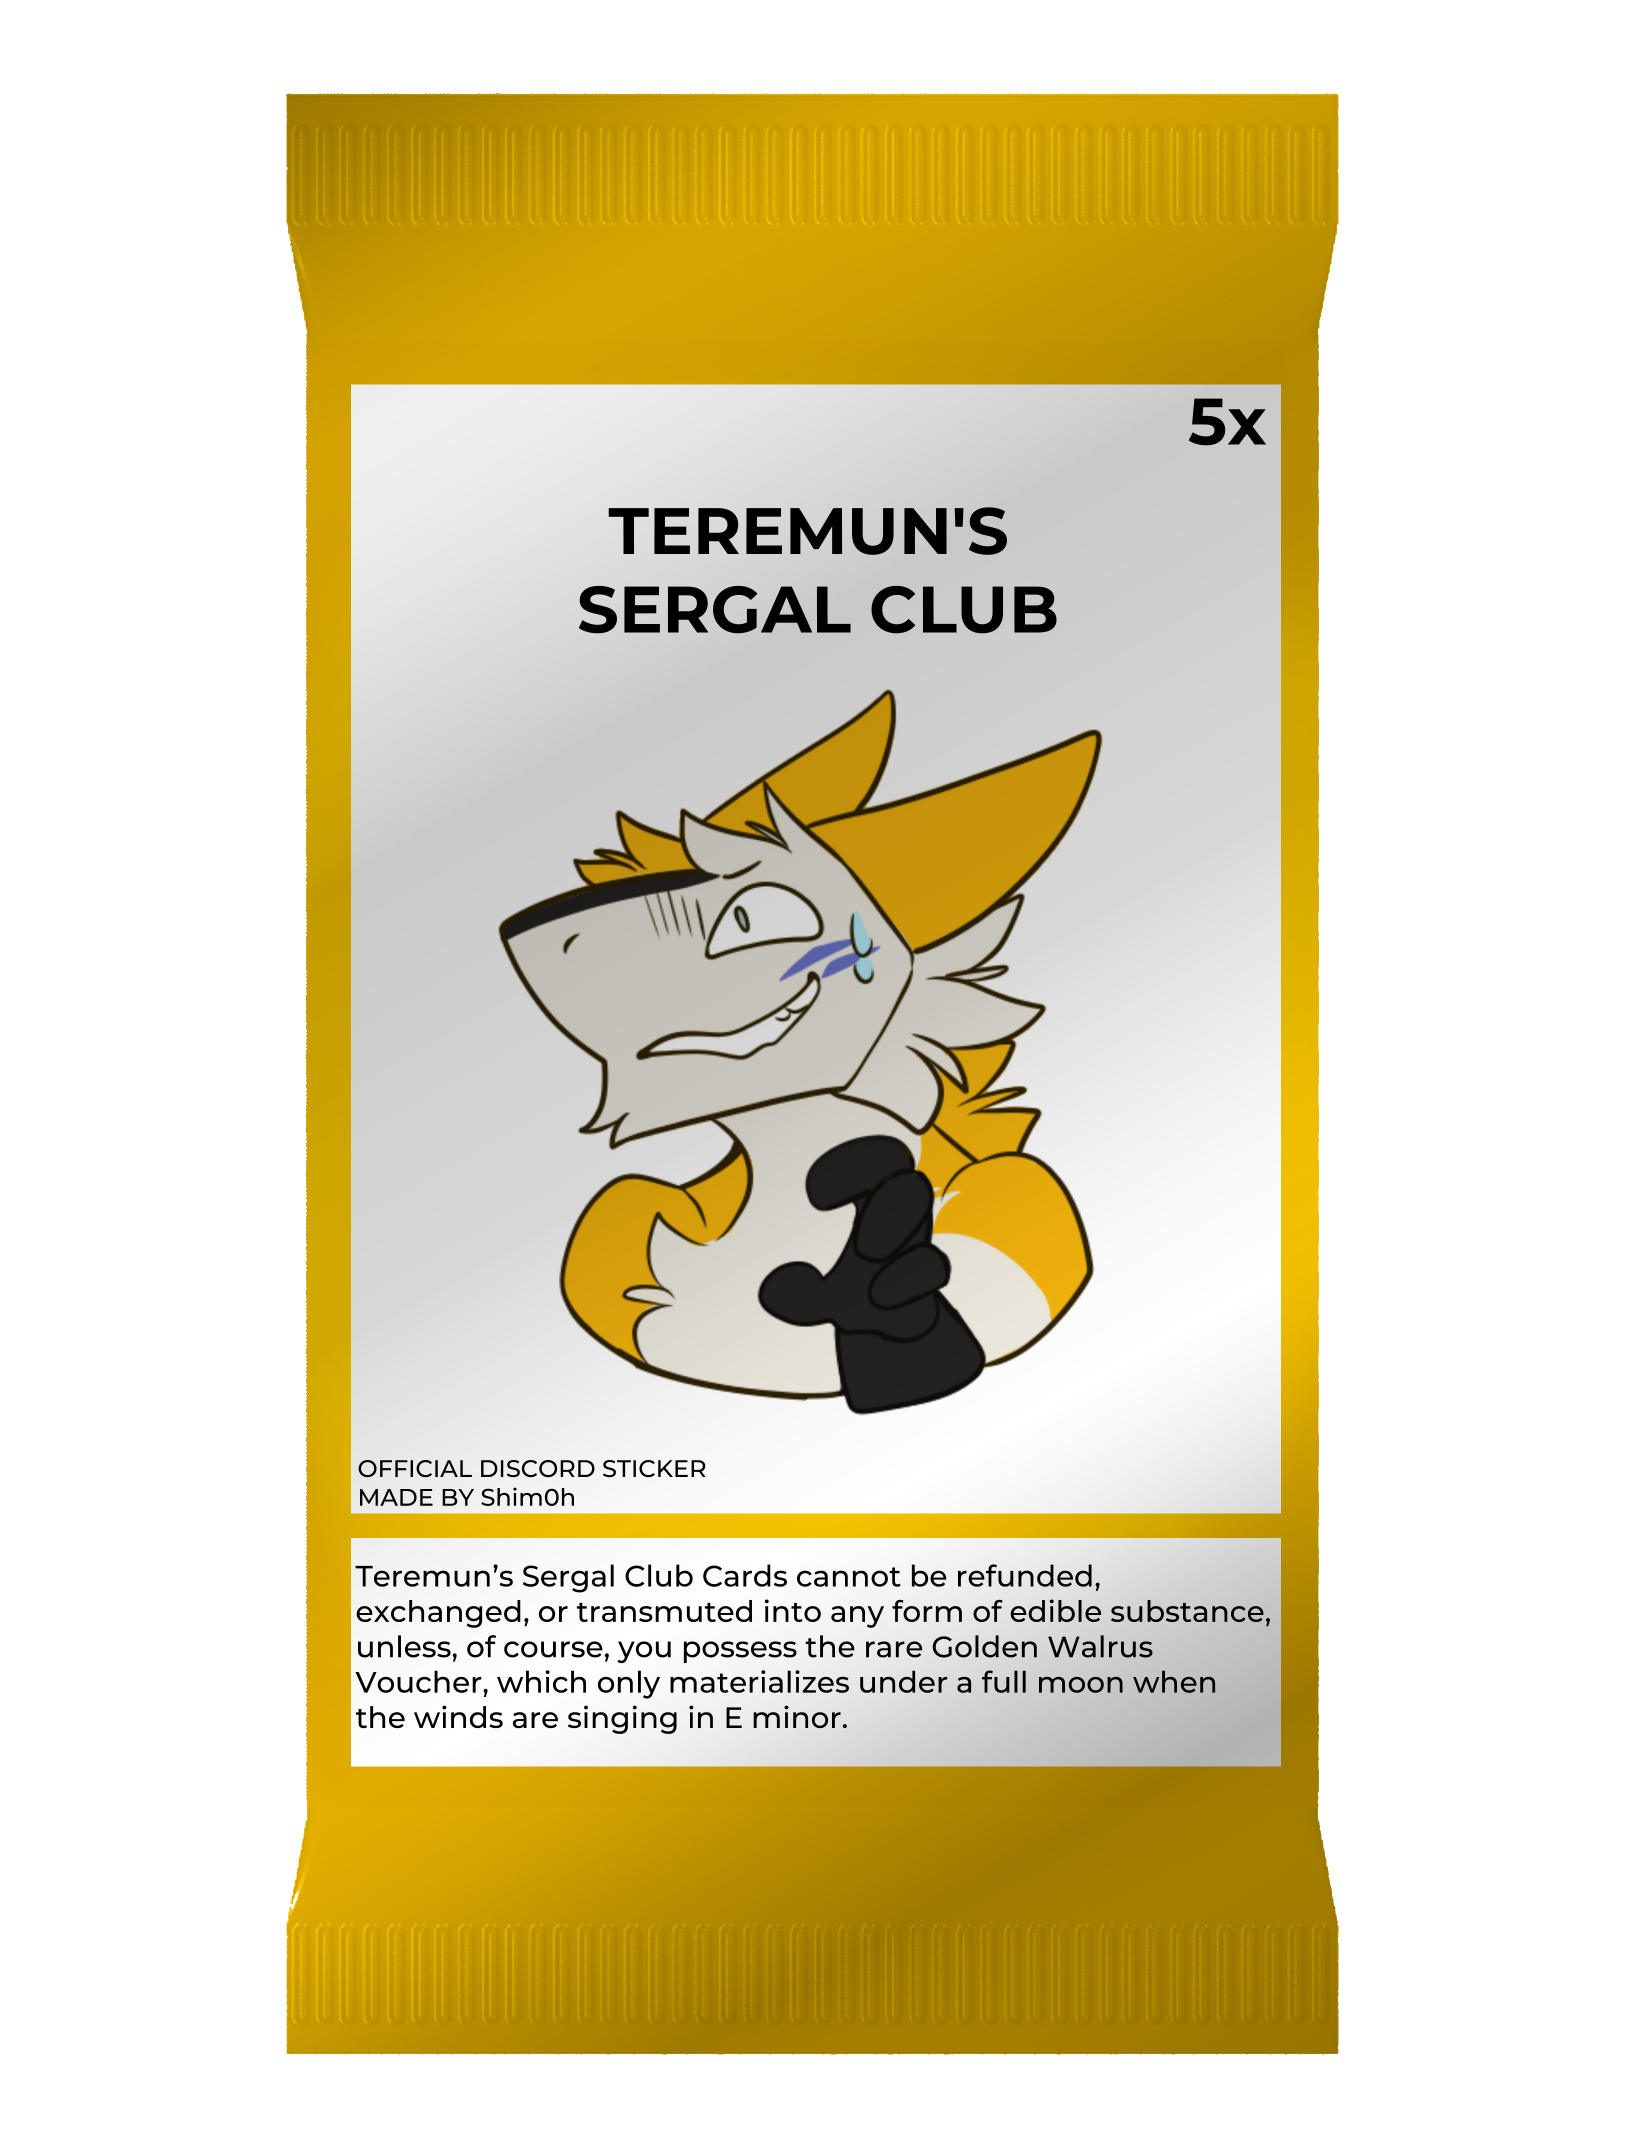 5x
TEREMUN'S
SERGAL CLUB
OFFICIAL DISCORD STICKER
MADE BY Shim0h
Teremun’s Sergal Club Cards cannot be refunded,
exchanged, or transmuted into any form of edible substance,
unless, of course, you possess the rare Golden Walrus
Voucher, which only materializes under a full moon when
the winds are singing in E minor.